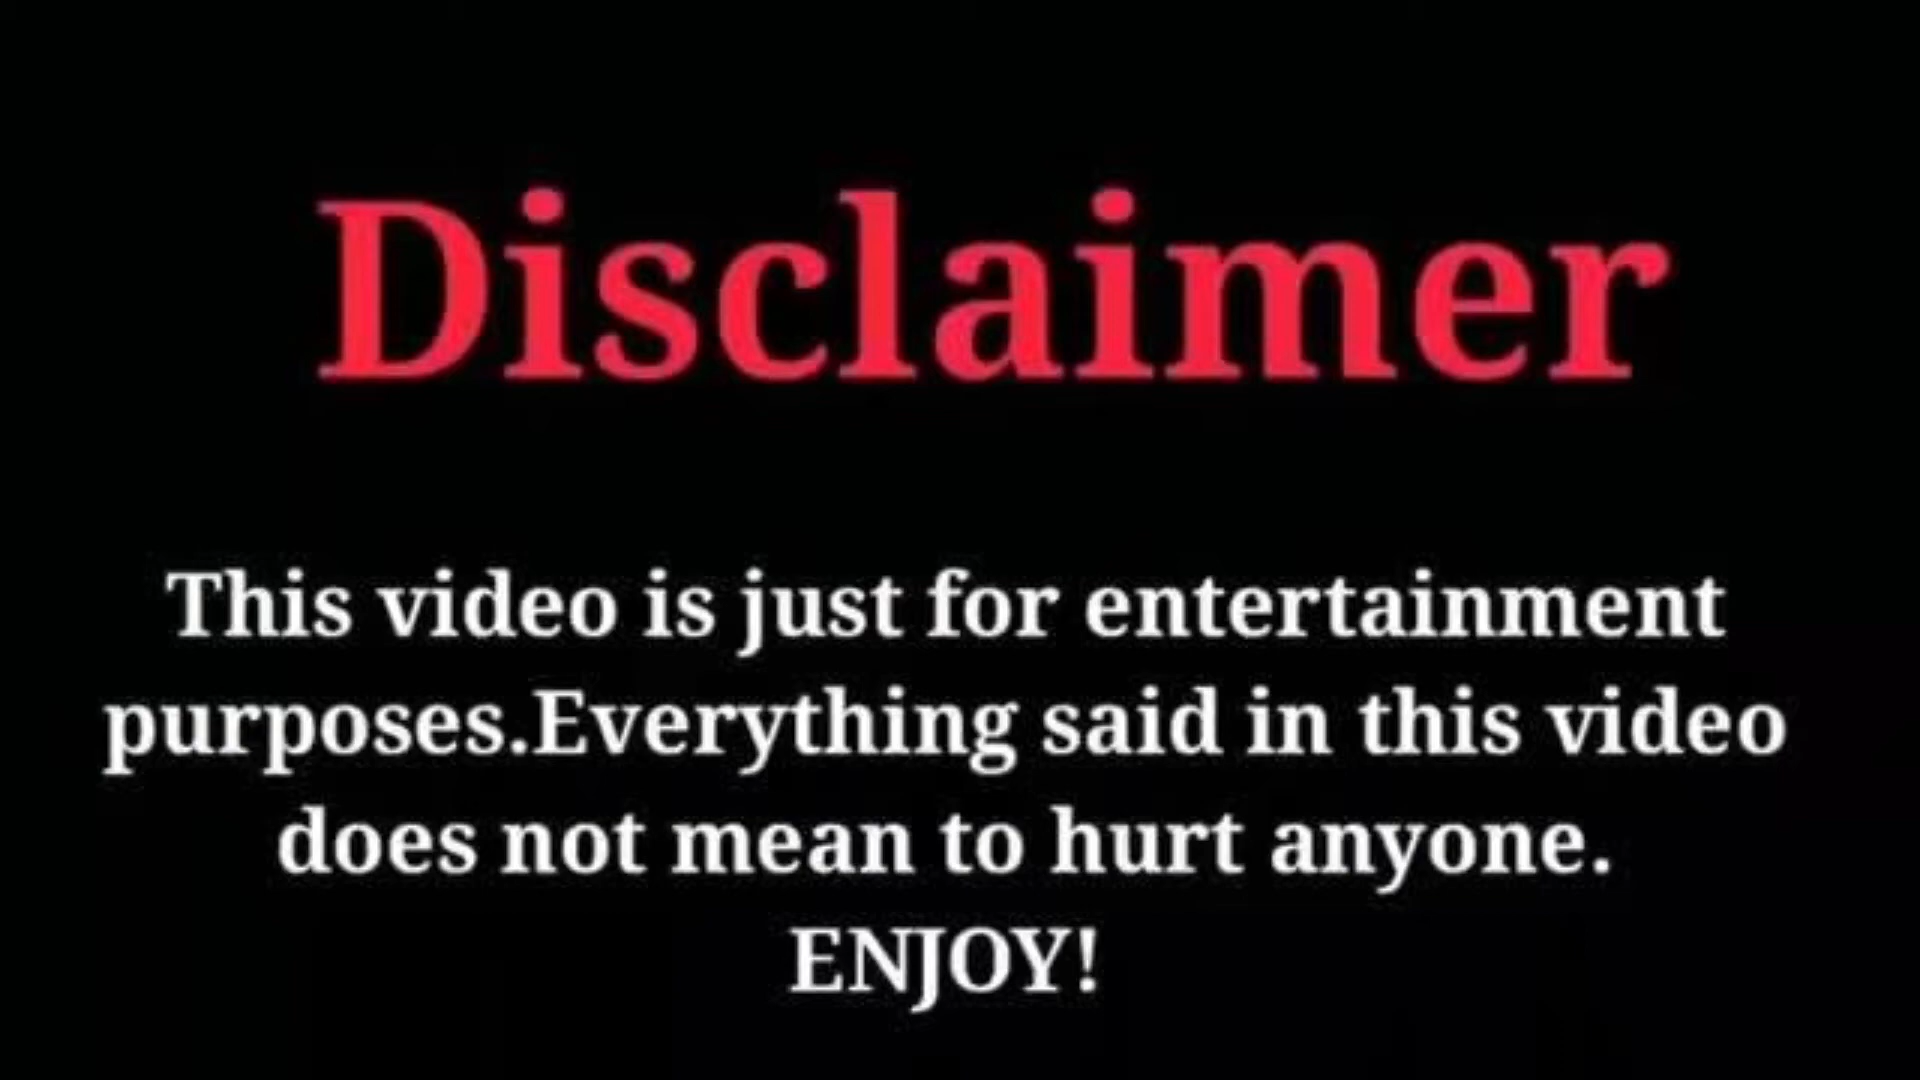 Disclaimer
This video is just for entertainment
purposes.Everything said in this video
does not mean to hurt anyone.
ENJOY!